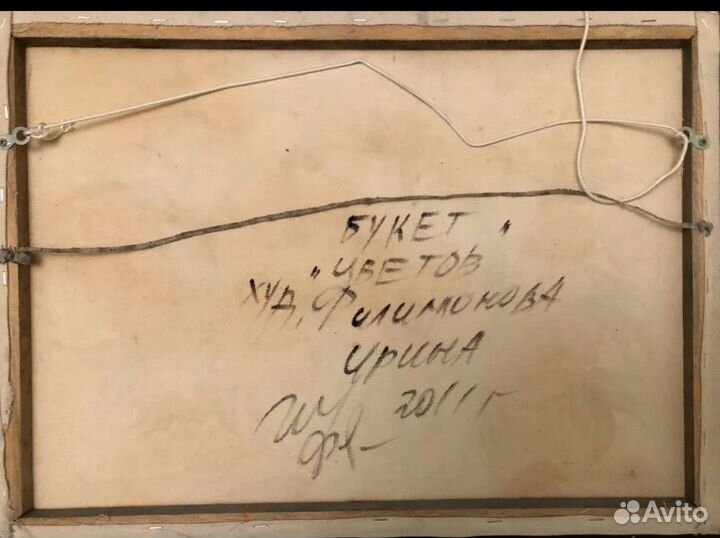 БУКЕТ "
" ЦВЕТОВ
худ. Филимонова
Ирина
2011 г
Avito